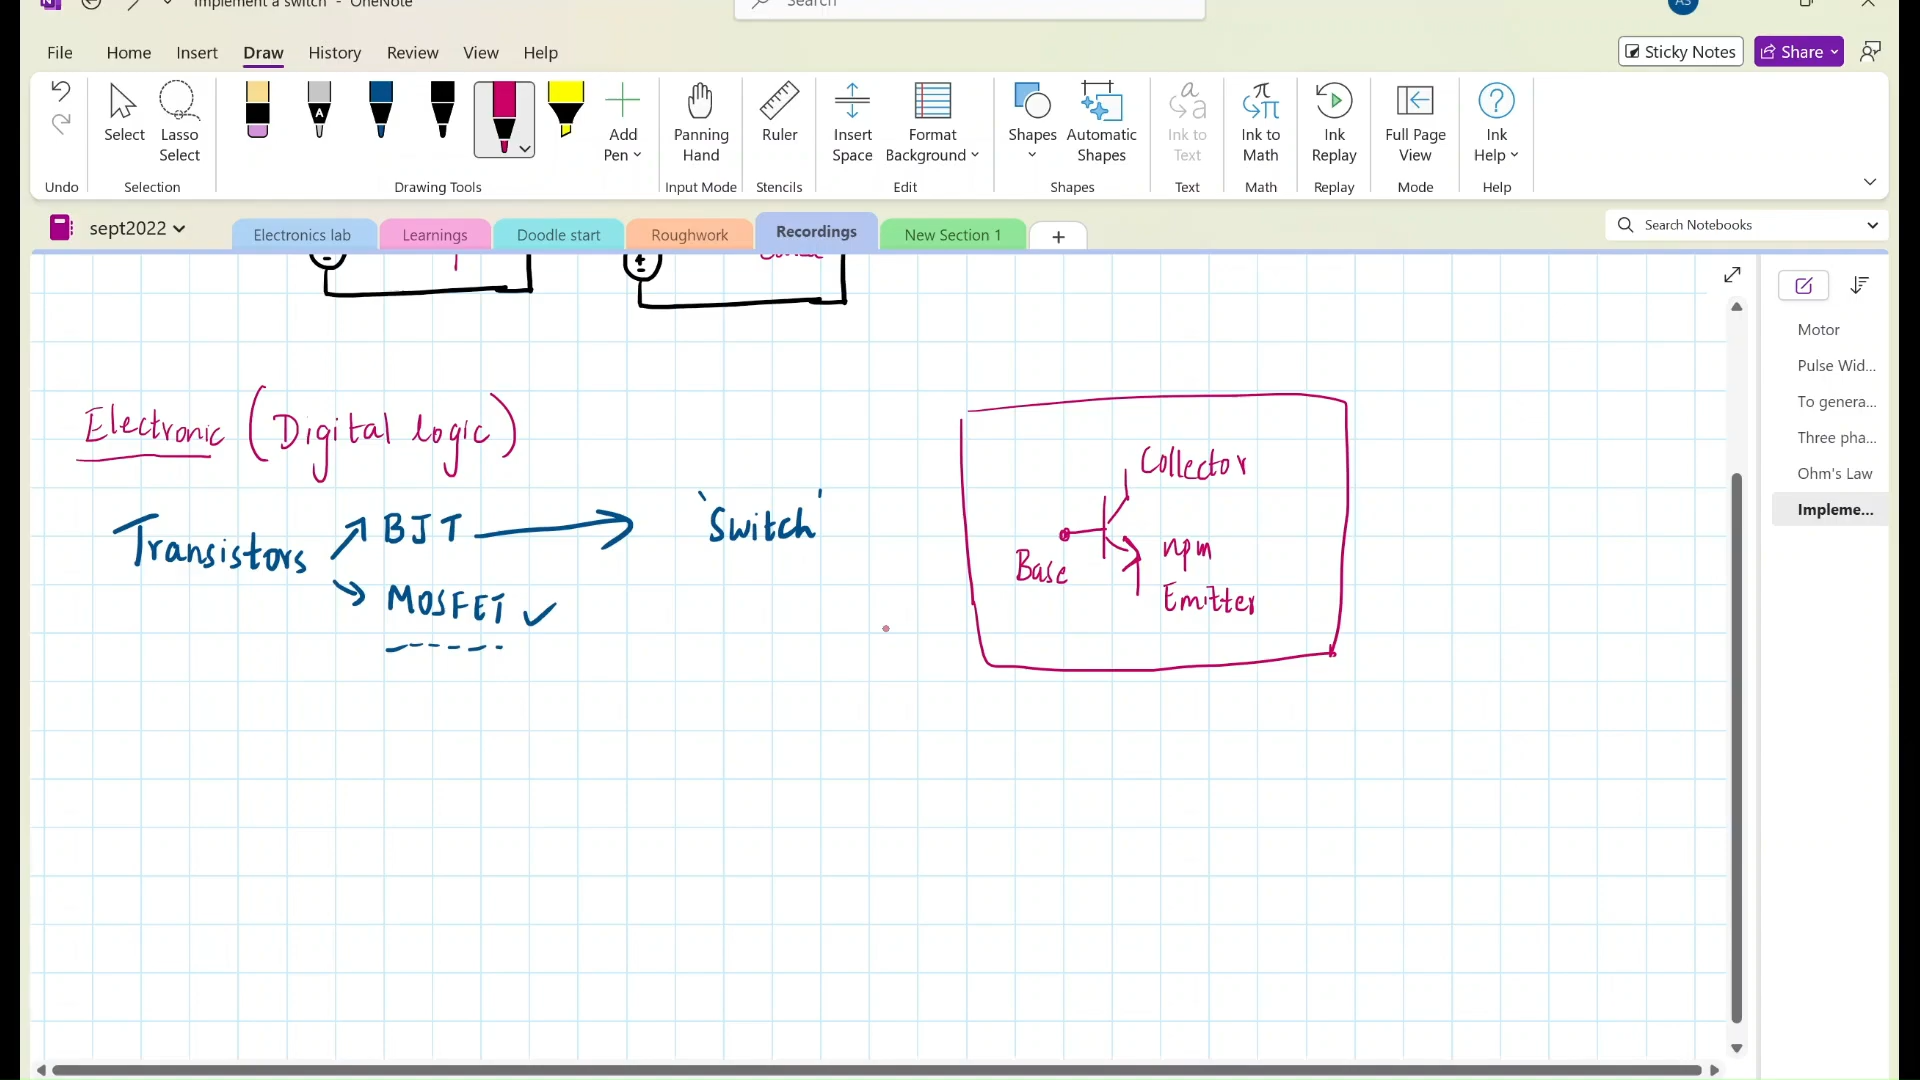 Implement a switch - OneNote
Search
AS
File Home Insert Draw History Review View Help
Sticky Notes Share
Select
Lasso Select
A
Add Pen
Panning Hand
Ruler
Insert Space
Format Background
Shapes
Automatic Shapes
a a
Ink to Text
π π
Ink to Math
Ink Replay
Full Page View
?
Ink Help
Undo Selection Drawing Tools Input Mode Stencils Edit Shapes Text Math Replay Mode Help
sept2022 Electronics lab Learnings Doodle start Roughwork Recordings New Section 1 +
Search Notebooks
Motor
Pulse Wid...
To genera...
Three pha...
Ohm's Law
Impleme...
Electronic (Digital logic)
Transistors
BJT
'Switch'
MOSFET
Collector
Base
npm
Emitter